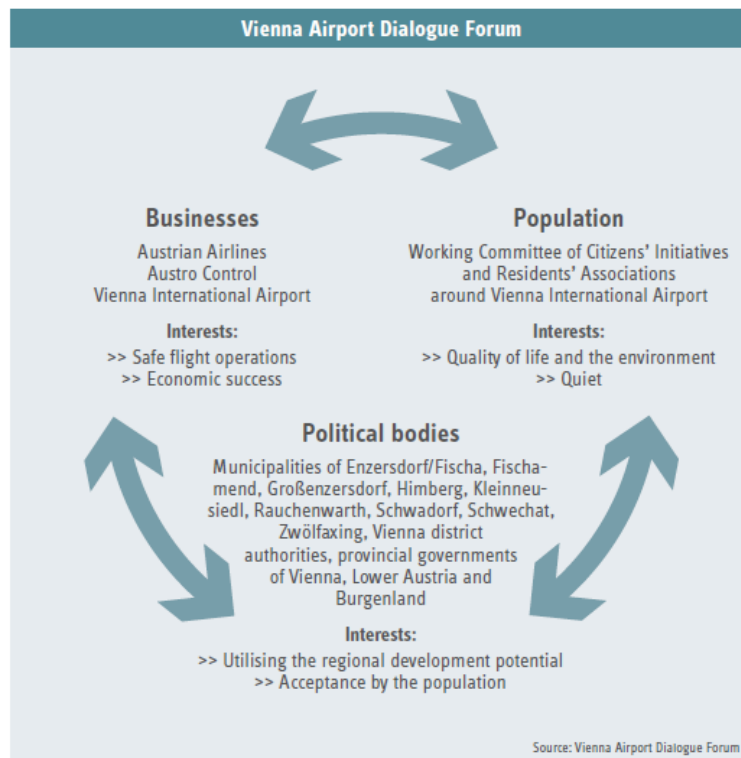 Vienna Airport Dialogue Forum
Businesses
Austrian Airlines
Austro Control
Vienna International Airport
Interests:
>> Safe flight operations
>> Economic success
Population
Working Committee of Citizens' Initiatives
and Residents' Associations
around Vienna International Airport
Interests:
>> Quality of life and the environment
>> Quiet
Political bodies
Municipalities of Enzersdorf/Fischa, Fischa-
mend, Großenzersdorf, Himberg, Kleinneu-
siedl, Rauchenwarth, Schwadorf, Schwechat,
Zwölfaxing, Vienna district
authorities, provincial governments
of Vienna, Lower Austria and
Burgenland
Interests:
>> Utilising the regional development potential
>> Acceptance by the population
Source: Vienna Airport Dialogue Forum